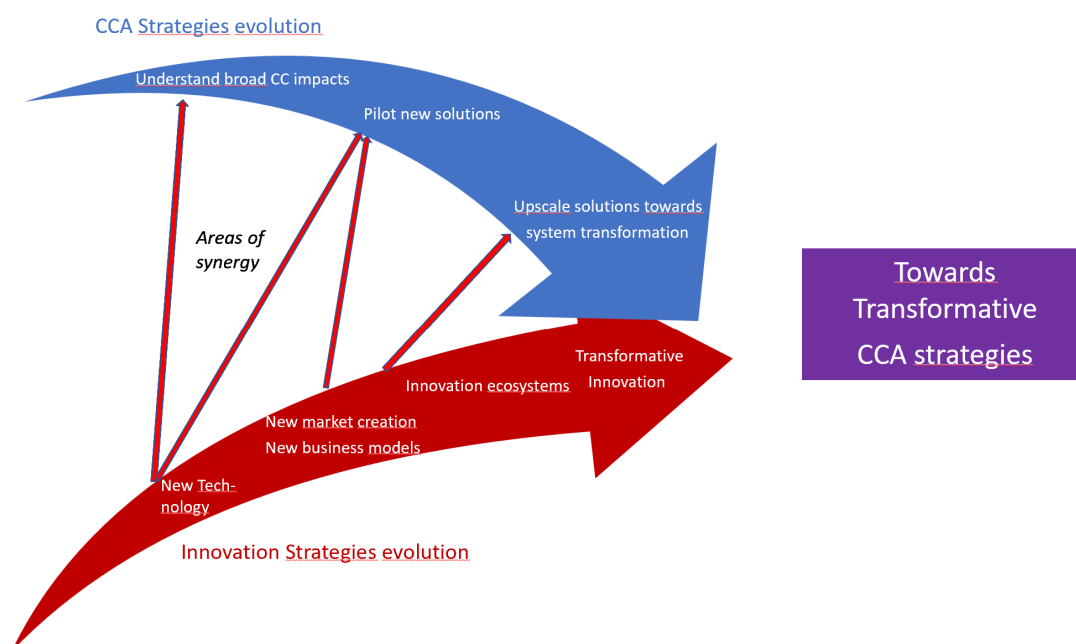 CCA Strategies evolution
Understand broad CC impacts
Pilot new solutions
Upscale solutions towards
system transformation
Areas of
synergy
Towards
Transformative
CCA strategies
Transformative
Innovation
Innovation ecosystems
New market creation
New business models
New Tech-
nology
Innovation Strategies evolution